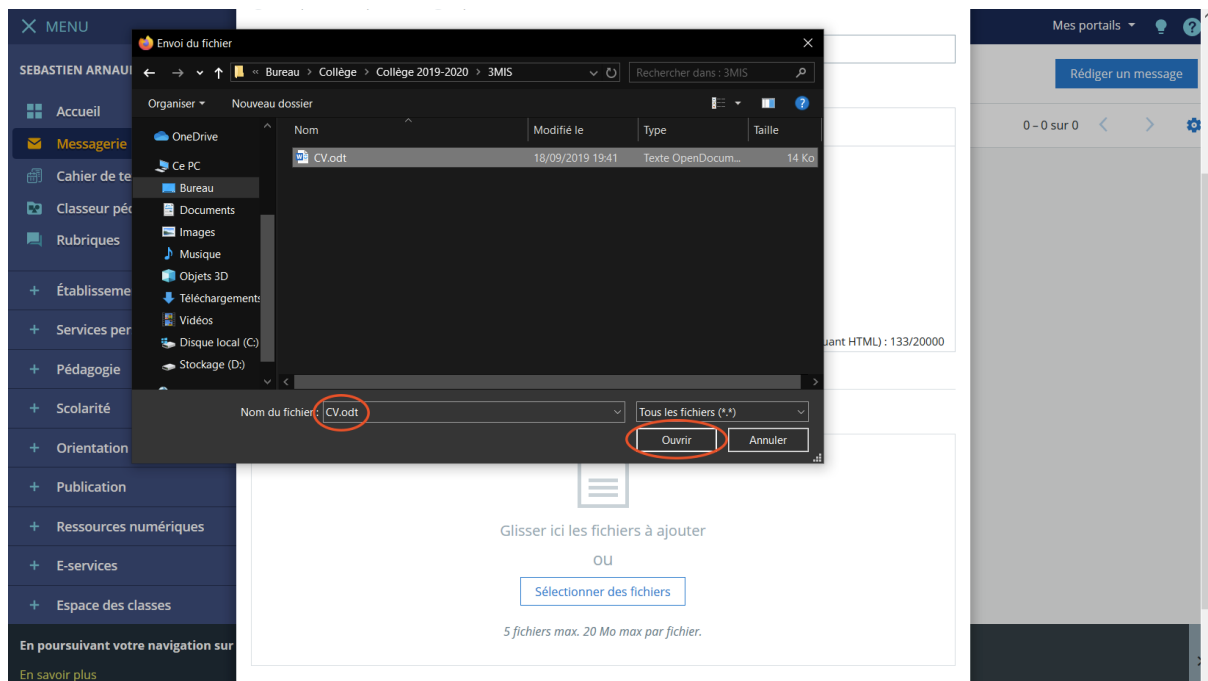 MENU
Mes portails
SEBASTIEN ARNAU
Rédiger un message
Accueil
0 – 0 sur 0
Messagerie
Cahier de te
Classeur péd
Rubriques
Établisseme
Services per
Pédagogie
Scolarité
Orientation
Publication
Ressources numériques
E-services
Espace des classes
En poursuivant votre navigation sur
En savoir plus
Envoi du fichier
« Bureau > Collège > Collège 2019-2020 > 3MIS
Rechercher dans : 3MIS
Organiser
Nouveau dossier
?
Nom Modifié le Type Taille
CV.odt 18/09/2019 19:41 Texte OpenDocum... 14 Ko
OneDrive
Ce PC
Bureau
Documents
Images
Musique
Objets 3D
Téléchargements
Vidéos
Disque local (C:)
Stockage (D:)
Nom du fichier : CV.odt
Tous les fichiers (*.*)
Ouvrir
Annuler
uant HTML) : 133/20000
Glisser ici les fichiers à ajouter
ou
Sélectionner des fichiers
5 fichiers max. 20 Mo max par fichier.